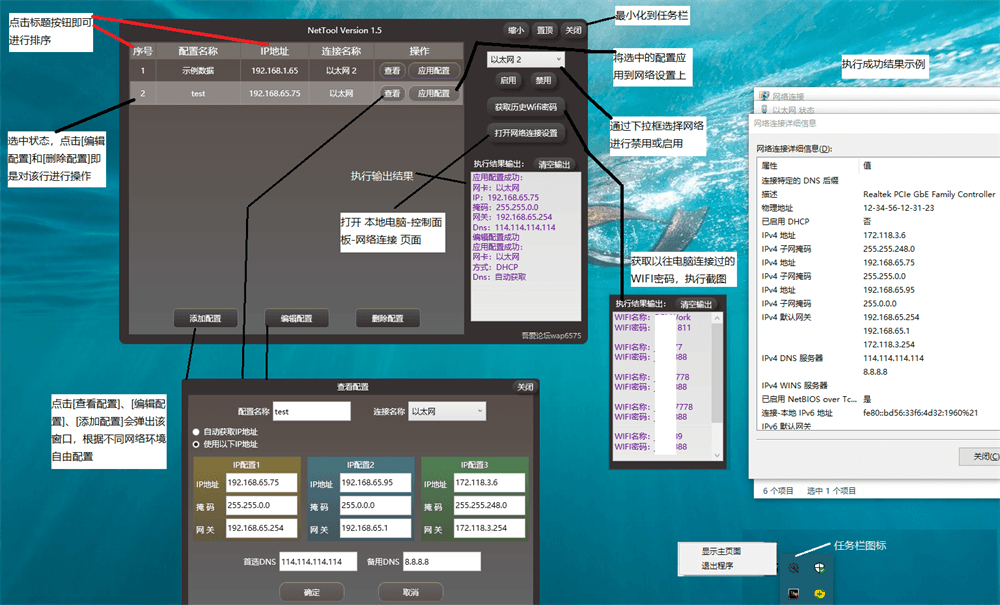 点击标题按钮即可
进行排序
NetTool Version 1.5
缩小 置顶 关闭
最小化到任务栏
序号 配置名称 IP地址 连接名称 操作
1 示例数据 192.168.1.65 以太网 2 查看 应用配置
2 test 192.168.65.75 以太网 查看 应用配置
以太网 2
启用 禁用
获取历史Wifi密码
打开网络连接设置
将选中的配置应
用到网络设置上
通过下拉框选择网络
进行禁用或启用
选中状态，点击[编辑
配置]和[删除配置]即
是对该行进行操作
执行输出结果
执行结果输出： 清空输出
应用配置成功：
网卡：以太网
IP：192.168.65.75
掩码：255.255.0.0
网关：192.168.65.254
Dns：114.114.114.114
编辑配置成功
应用配置成功：
网卡：以太网
方式：DHCP
Dns：自动获取
打开 本地电脑-控制面
板-网络连接 页面
添加配置 编辑配置 删除配置
吾爱论坛wap6575
获取以往电脑连接过的
WIFI密码，执行截图
执行结果输出： 清空输出
WIFI名称： ork
WIFI密码： 811
WIFI名称： 77
WIFI密码： 888
WIFI名称： 778
WIFI密码： 888
WIFI名称： 7778
WIFI密码： 888
WIFI名称： 39
WIFI密码： 888
执行成功结果示例
网络连接
以太网 状态
网络连接详细信息
网络连接详细信息(D):
属性 值
连接特定的 DNS 后缀
描述 Realtek PCIe GbE Family Controller
物理地址 12-34-56-12-31-23
已启用 DHCP 否
IPv4 地址 172.118.3.6
IPv4 子网掩码 255.255.248.0
IPv4 地址 192.168.65.75
IPv4 子网掩码 255.255.0.0
IPv4 地址 192.168.65.95
IPv4 子网掩码 255.0.0.0
IPv4 默认网关 192.168.65.254
192.168.65.1
172.118.3.254
IPv4 DNS 服务器 114.114.114.114
8.8.8.8
IPv4 WINS 服务器
已启用 NetBIOS over Tc... 是
连接-本地 IPv6 地址 fe80::bd56:33f6:4d32:1960%21
IPv6 默认网关
关闭(C)
6 个项目 选中 1 个项目
点击[查看配置]、[编辑配
置]、[添加配置]会弹出该
窗口，根据不同网络环境
自由配置
查看配置 关闭
配置名称 test 连接名称 以太网
自动获取IP地址
使用以下IP地址
IP配置1 IP配置2 IP配置3
IP地址 192.168.65.75 IP地址 192.168.65.95 IP地址 172.118.3.6
掩 码 255.255.0.0 掩 码 255.0.0.0 掩 码 255.255.248.0
网 关 192.168.65.254 网 关 192.168.65.1 网 关 172.118.3.254
首选DNS 114.114.114.114 备用DNS 8.8.8.8
确定 取消
显示主页面
退出程序
任务栏图标